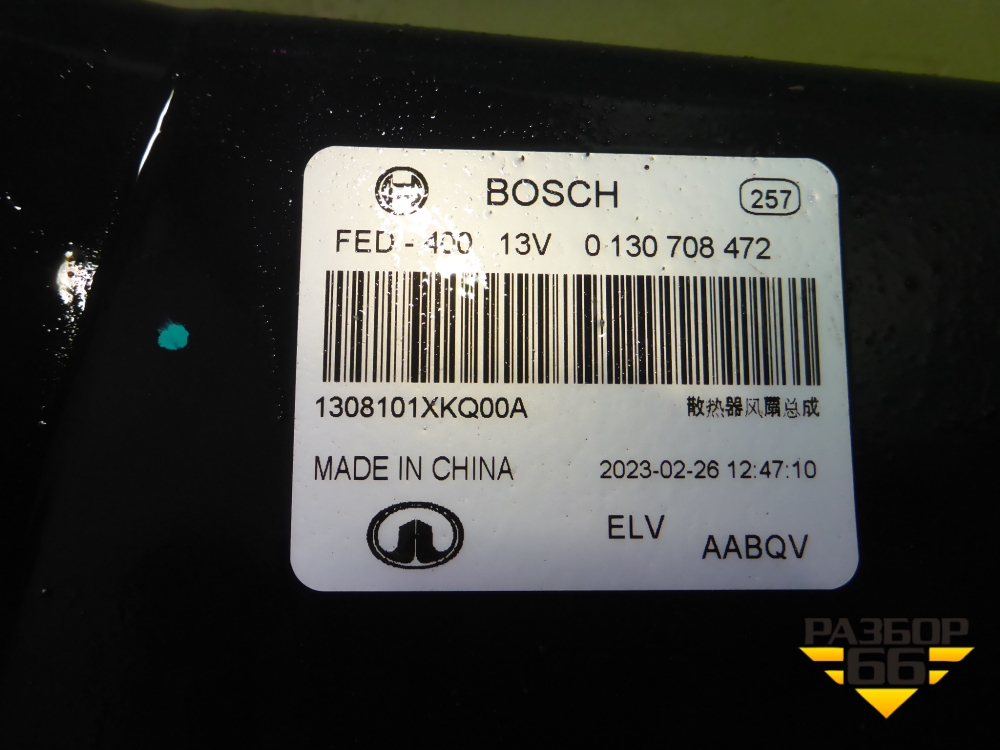 BOSCH 257
FED - 400 13V 0 130 708 472
1308101XKQ00A 散热器风扇总成
MADE IN CHINA 2023-02-26 12:47:10
ELV
AABQV
РАЗБОР
66